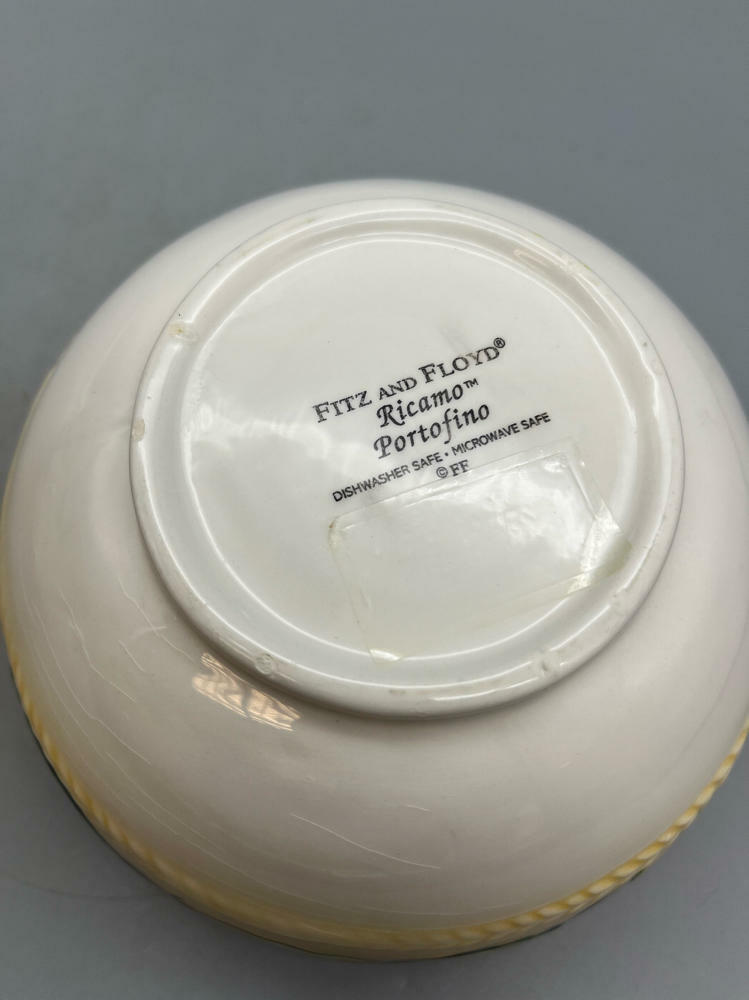 FITZ AND FLOYD®
Ricamo™
Portofino
DISHWASHER SAFE • MICROWAVE SAFE
©FF